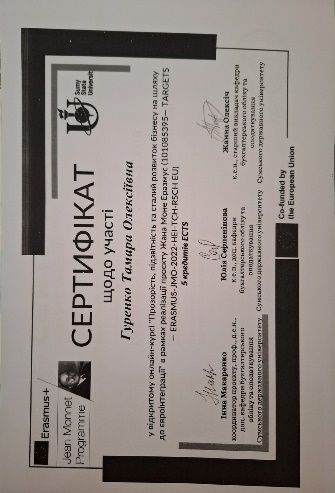 Erasmus+
Jean Monnet
Programme
Sumy
State
University
СЕРТИФІКАТ
щодо участі
Гуренко Тамара Олексіївна
у відкритому онлайн-курсі "Прозорість, підзвітність та сталий розвиток бізнесу на шляху
до євроінтеграції" в рамках реалізації проєкту Жана Моне Еразмус (101085395 — TARGETS
— ERASMUS-JMO-2022-HEI-TCH-RSCH EU)
5 кредитів ECTS
Інна Макаренко
координатор проєкту, проф., д.е.н.,
кафедри бухгалтерського
обліку та оподаткування
Сумського державного університету
Юлія Серпенінова
к.е.н., доц. кафедри
бухгалтерського обліку та
оподаткування
Сумського державного університету
Жанна Олексіч
к.е.н., старший викладач кафедри
бухгалтерського обліку та
оподаткування
Сумського державного університету
Co-funded by
the European Union